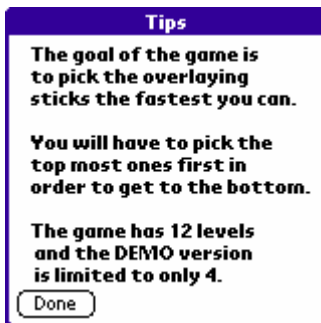 Tips
The goal of the game is
to pick the overlaying
sticks the fastest you can.
You will have to pick the
top most ones first in
order to get to the bottom.
The game has 12 levels
and the DEMO version
is limited to only 4.
Done